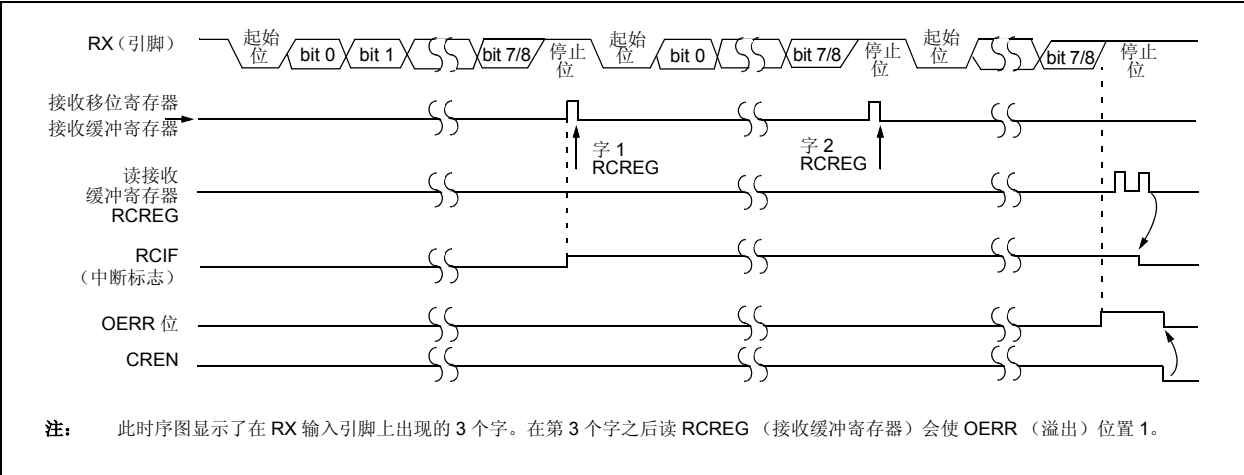 RX（引脚）
起始位
bit 0
bit 1
bit 7/8
停止位
起始位
bit 0
bit 7/8
停止位
起始位
bit 7/8
停止位
接收移位寄存器
接收缓冲寄存器
字 1
RCREG
字 2
RCREG
读接收
缓冲寄存器
RCREG
RCIF
（中断标志）
OERR 位
CREN
注： 此时序图显示了在 RX 输入引脚上出现的 3 个字。在第 3 个字之后读 RCREG （接收缓冲寄存器）会使 OERR （溢出）位置 1。